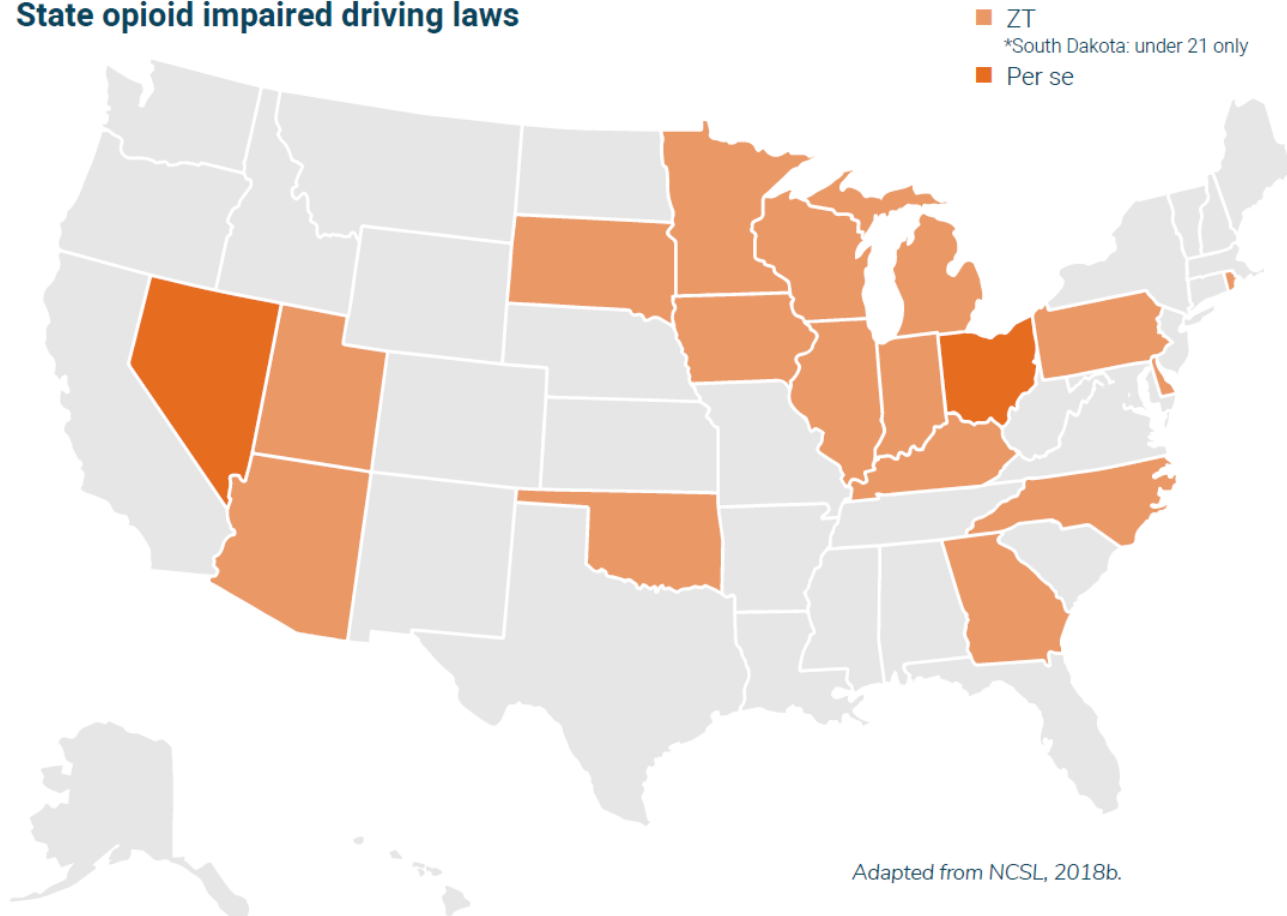 State opioid impaired driving laws
ZT
*South Dakota: under 21 only
Per se
Adapted from NCSL, 2018b.